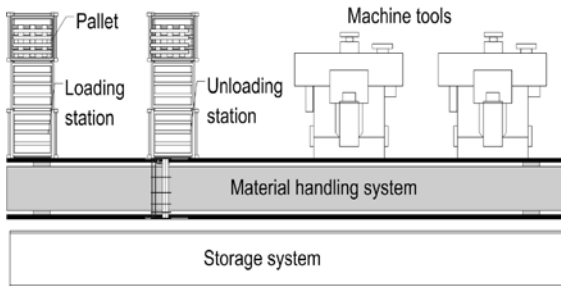 Machine tools
Pallet
Loading
station
Unloading
station
Material handling system
Storage system